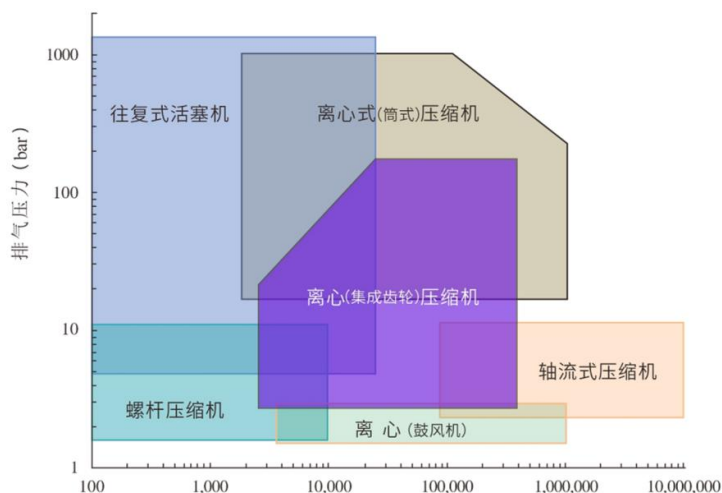 1000
往复式活塞机
离心式(筒式)压缩机
排气压力(bar)
100
离心(集成齿轮)压缩机
10
轴流式压缩机
螺杆压缩机
离 心 (鼓风机)
1
100
1,000
10,000
100,000
1,000,000
10,000,000